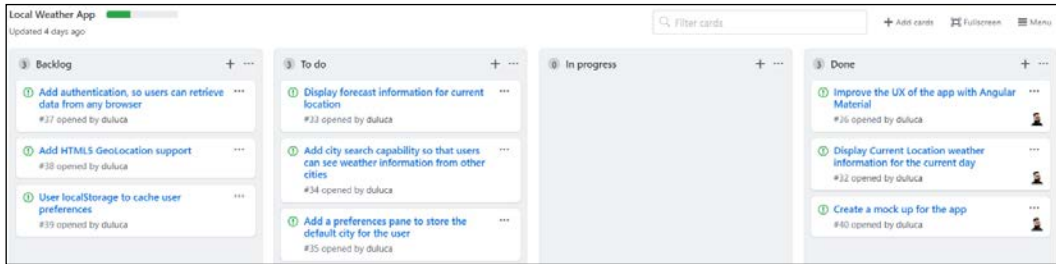 Local Weather App
Updated 4 days ago
Filter cards
Add cards
Fullscreen
Menu
3 Backlog
Add authentication, so users can retrieve
data from any browser
#37 opened by duluca
Add HTML5 GeoLocation support
#38 opened by duluca
User localStorage to cache user
preferences
#39 opened by duluca
3 To do
Display forecast information for current
location
#33 opened by duluca
Add city search capability so that users
can see weather information from other
cities
#34 opened by duluca
Add a preferences pane to store the
default city for the user
#35 opened by duluca
0 In progress
3 Done
Improve the UX of the app with Angular
Material
#36 opened by duluca
Display Current Location weather
information for the current day
#32 opened by duluca
Create a mock up for the app
#40 opened by duluca